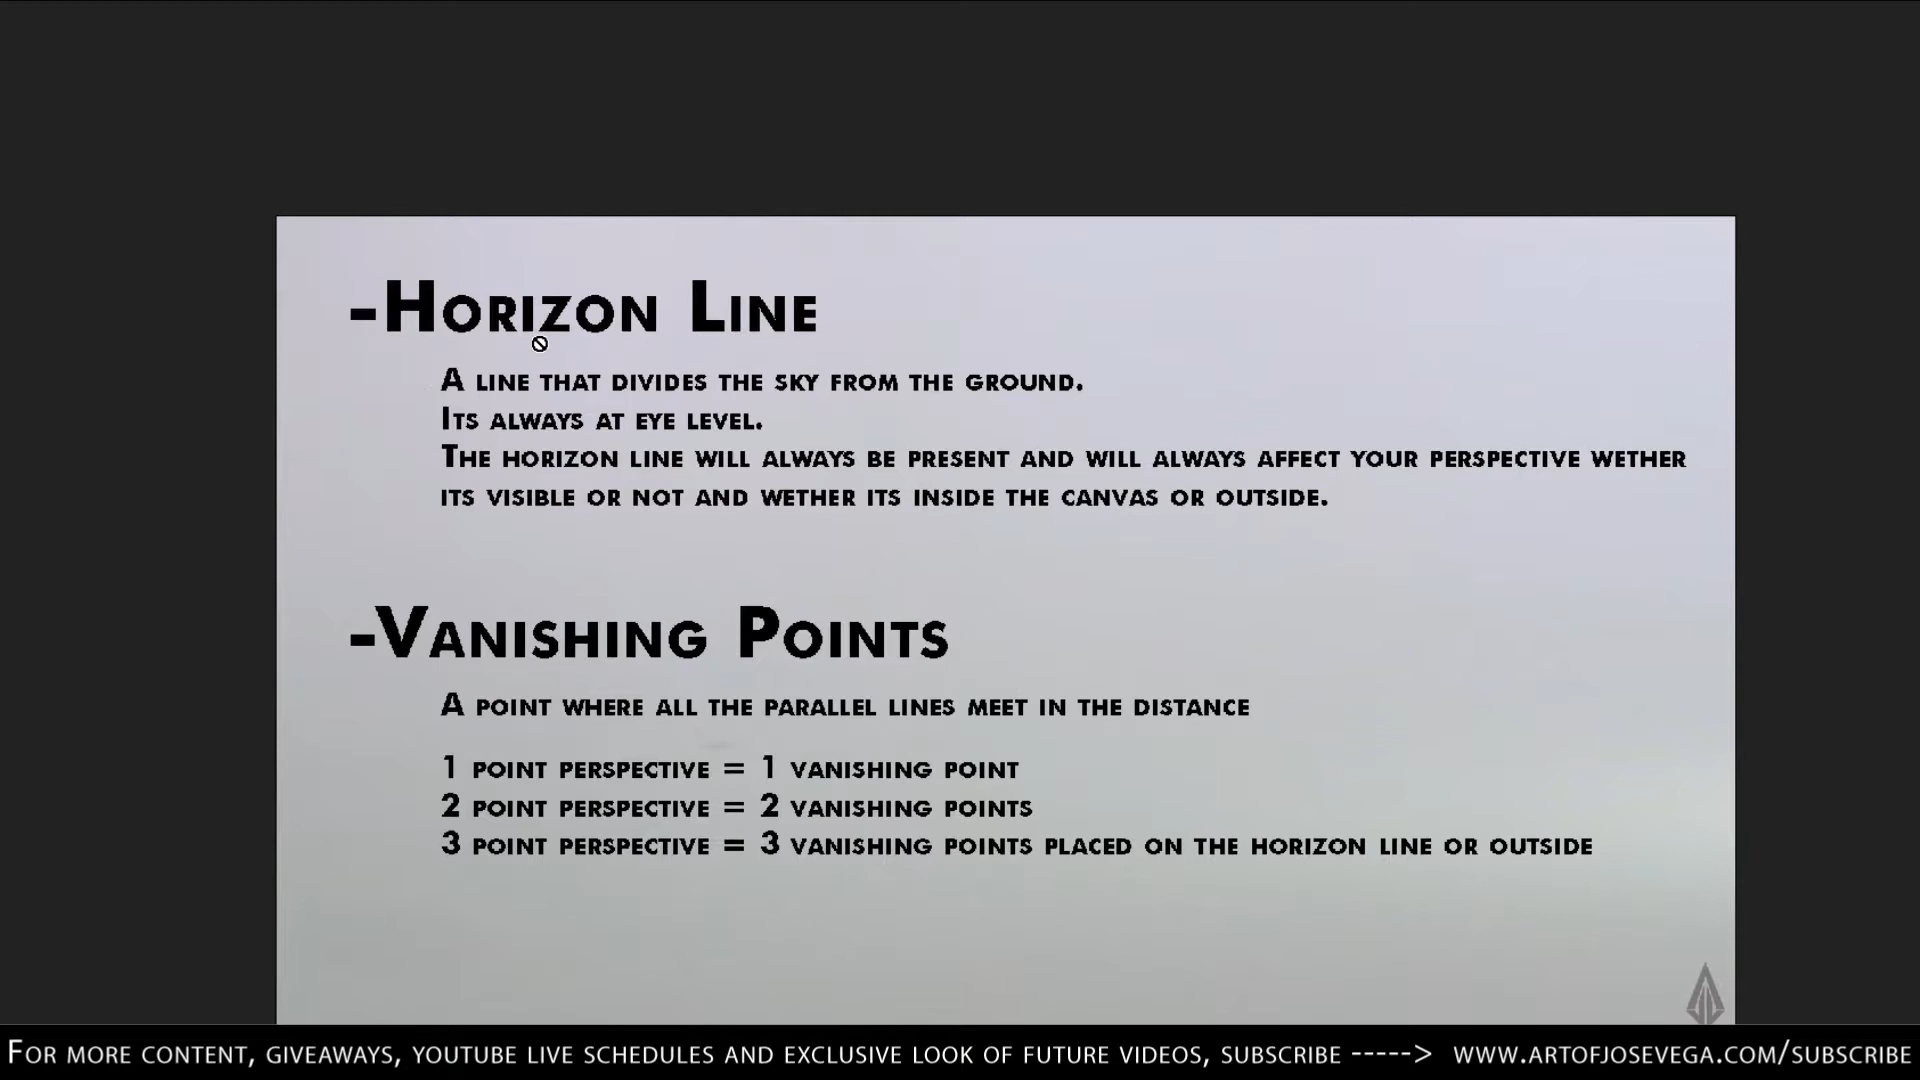 -Horizon Line
A line that divides the sky from the ground.
Its always at eye level.
The horizon line will always be present and will always affect your perspective wether
its visible or not and wether its inside the canvas or outside.
-Vanishing Points
A point where all the parallel lines meet in the distance
1 point perspective = 1 vanishing point
2 point perspective = 2 vanishing points
3 point perspective = 3 vanishing points placed on the horizon line or outside
For more content, giveaways, youtube live schedules and exclusive look of future videos, subscribe -----> www.artofjosevega.com/subscribe